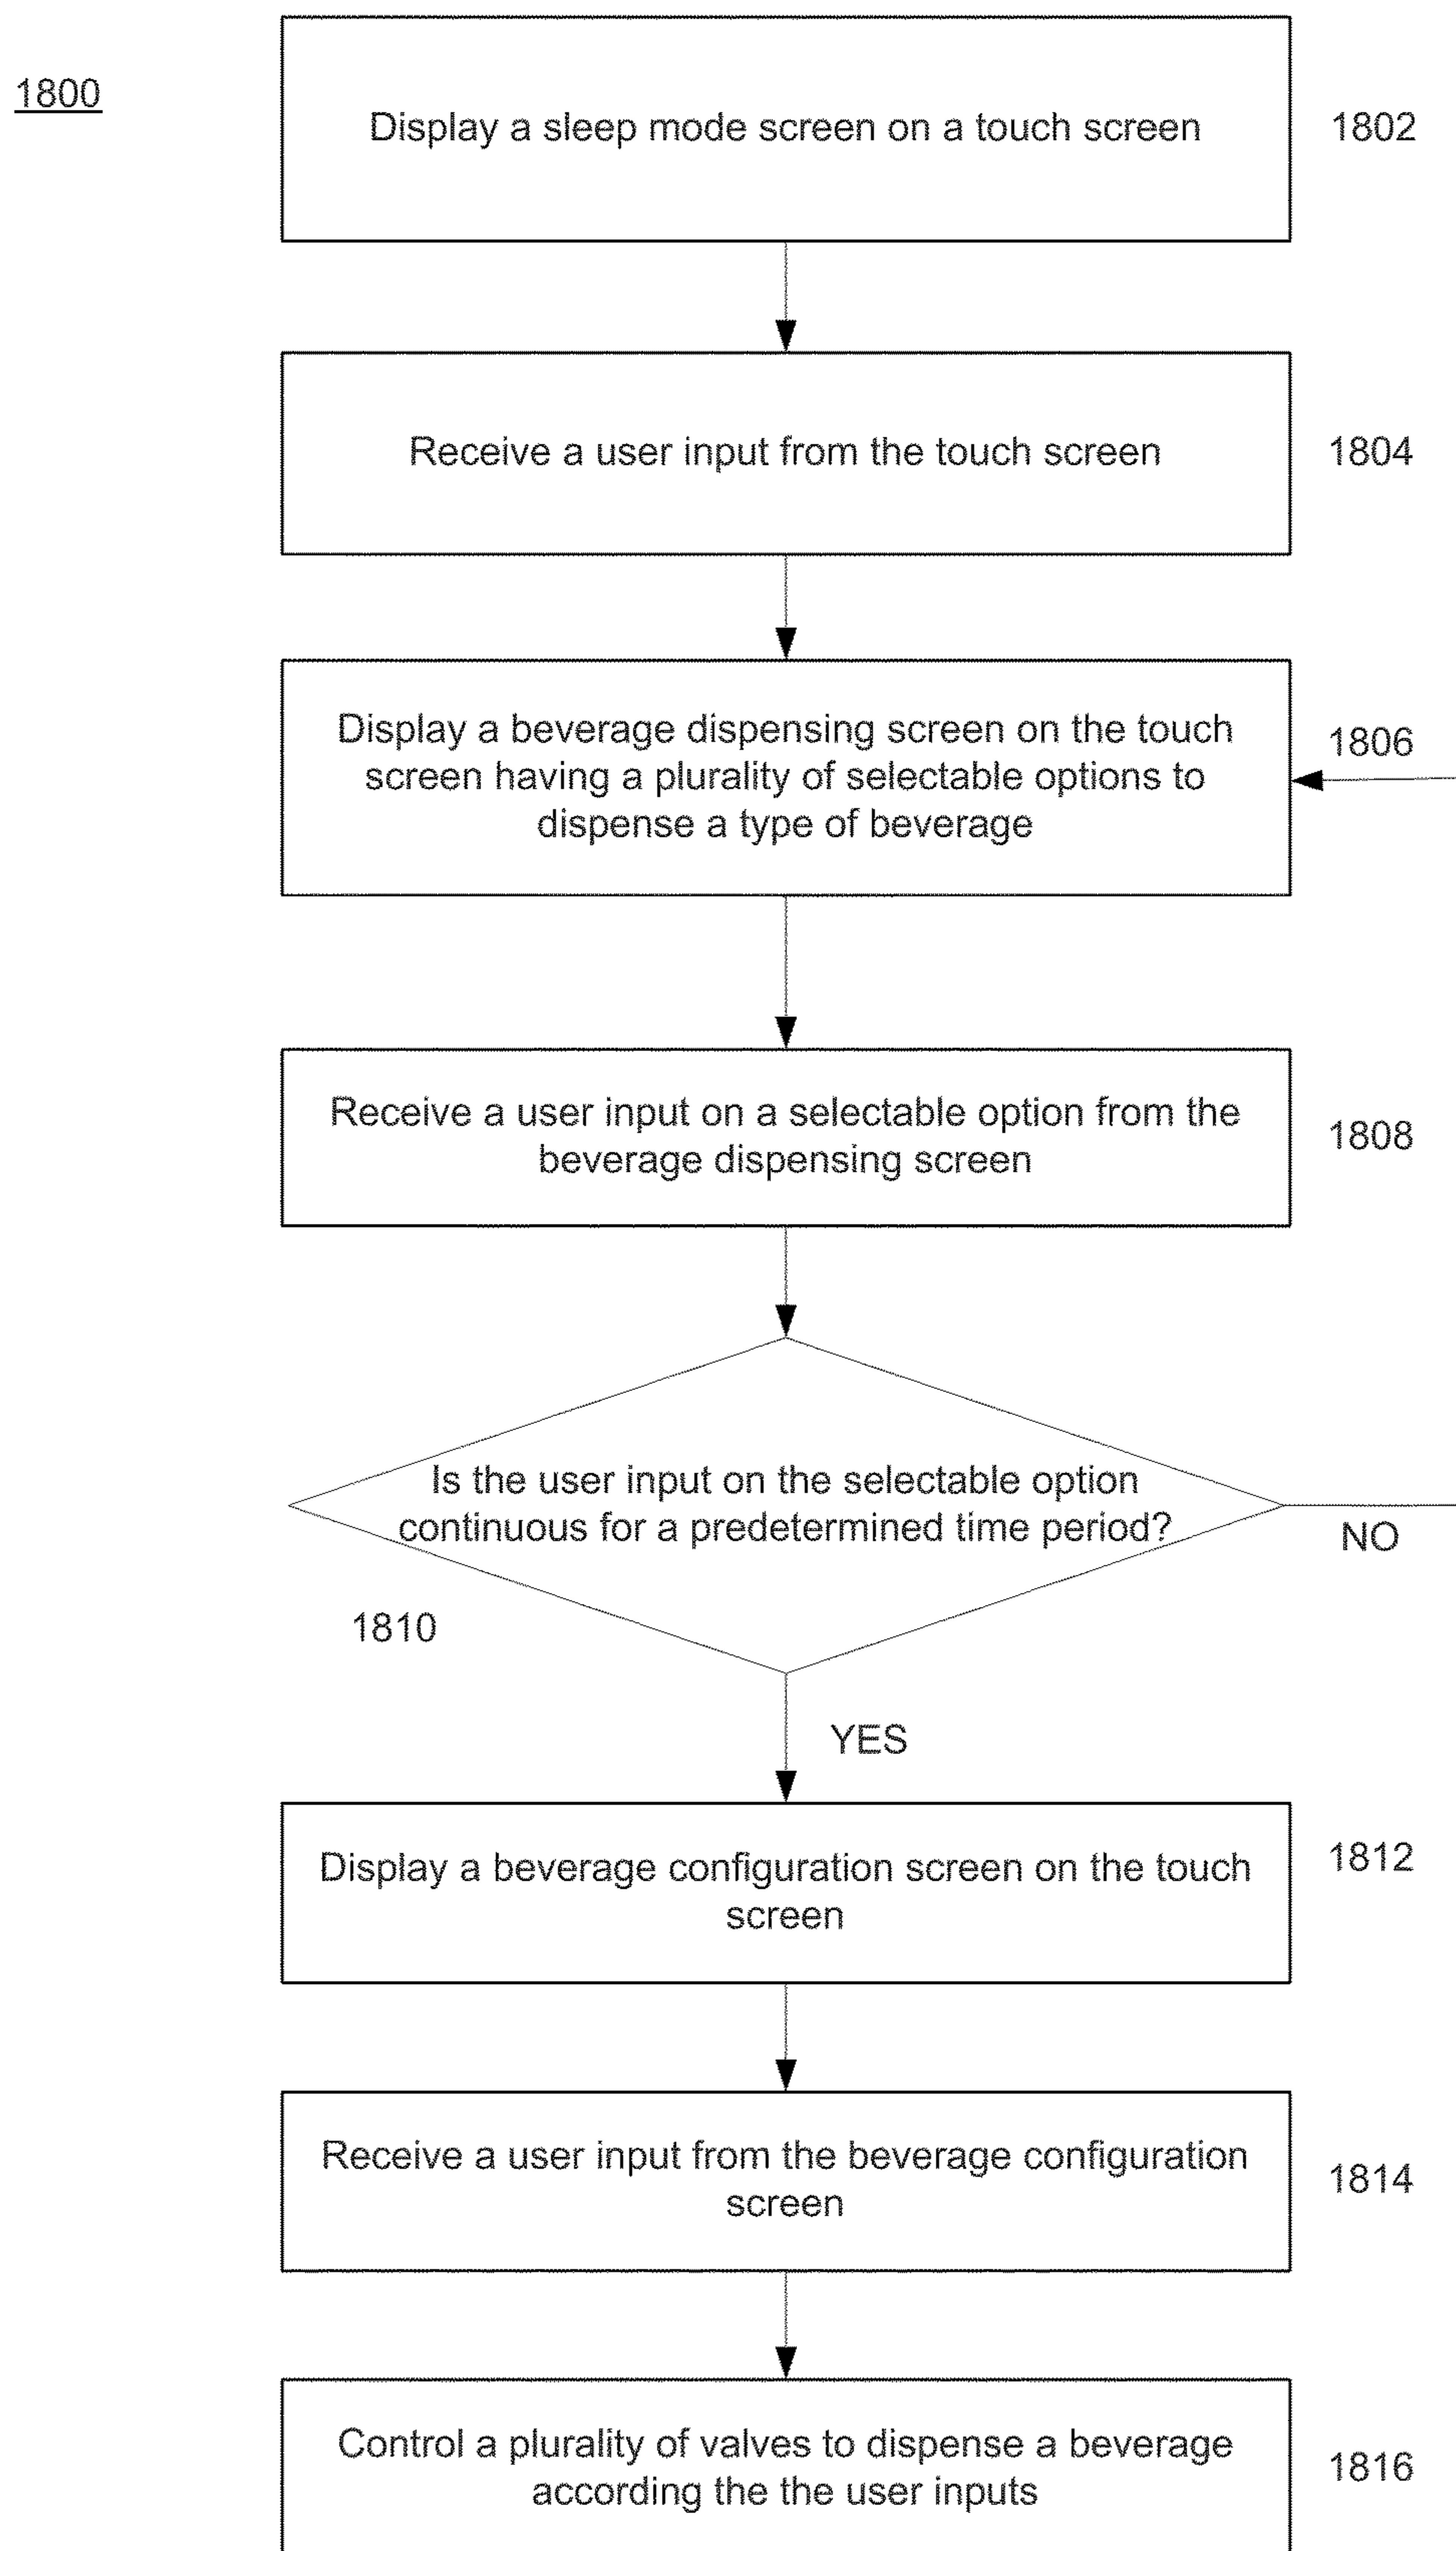 1800
Display a sleep mode screen on a touch screen
1802
Receive a user input from the touch screen
1804
Display a beverage dispensing screen on the touch
screen having a plurality of selectable options to
dispense a type of beverage
1806
Receive a user input on a selectable option from the
beverage dispensing screen
1808
Is the user input on the selectable option
continuous for a predetermined time period?
NO
1810
YES
Display a beverage configuration screen on the touch
screen
1812
Receive a user input from the beverage configuration
screen
1814
Control a plurality of valves to dispense a beverage
according the the user inputs
1816